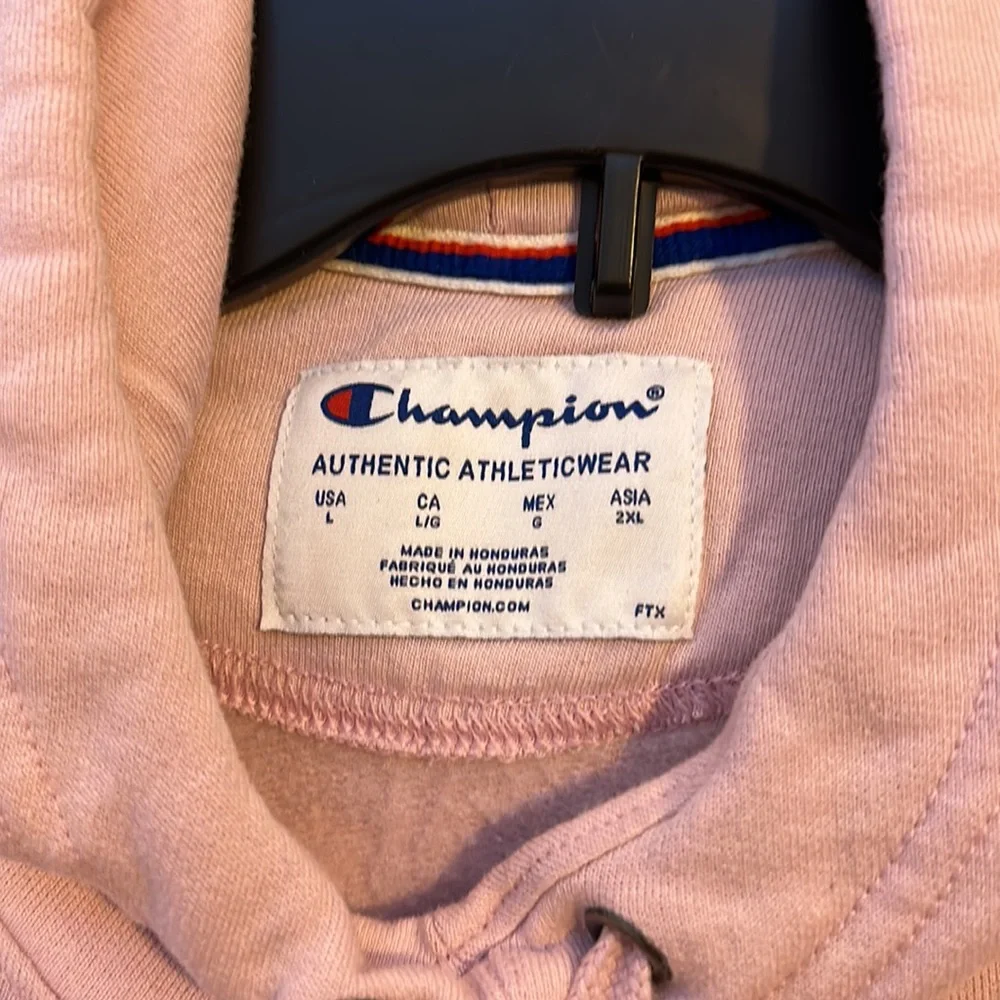 Champion®
AUTHENTIC ATHLETICWEAR
USA CA MEX ASIA
L L/G G 2XL
MADE IN HONDURAS
FABRIQUÉ AU HONDURAS
HECHO EN HONDURAS
CHAMPION.COM
FTX